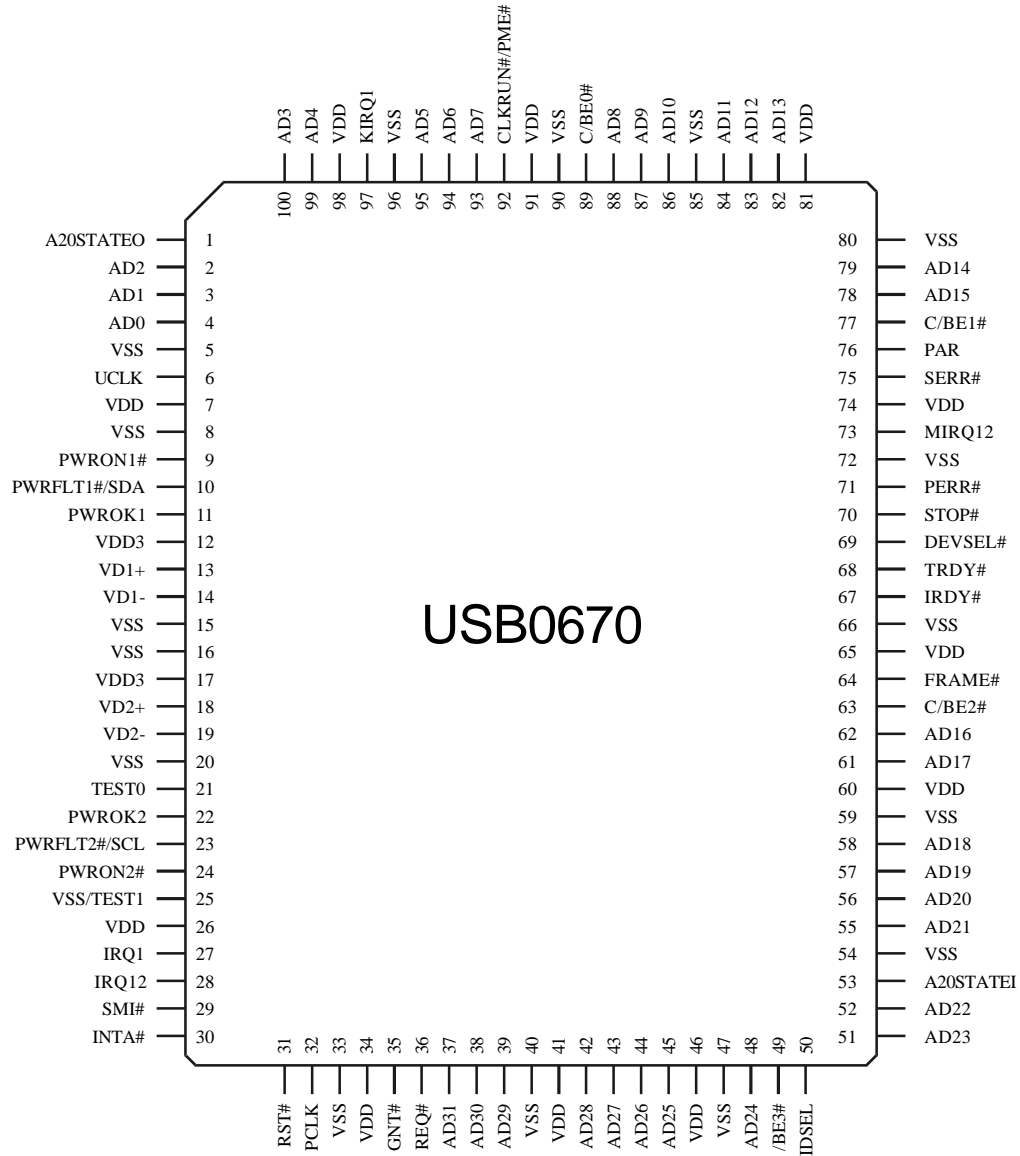 CLKRUN#/PME#
AD3
AD4
VDD
KIRQ1
VSS
AD5
AD6
AD7
VDD
VSS
C/BE0#
AD8
AD9
AD10
VSS
AD11
AD12
AD13
VDD
100
99
98
97
96
95
94
93
92
91
90
89
88
87
86
85
84
83
82
81
A20STATEO 1
AD2 2
AD1 3
AD0 4
VSS 5
UCLK 6
VDD 7
VSS 8
PWRON1# 9
PWRFLT1#/SDA 10
PWROK1 11
VDD3 12
VD1+ 13
VD1- 14
VSS 15
VSS 16
VDD3 17
VD2+ 18
VD2- 19
VSS 20
TEST0 21
PWROK2 22
PWRFLT2#/SCL 23
PWRON2# 24
VSS/TEST1 25
VDD 26
IRQ1 27
IRQ12 28
SMI# 29
INTA# 30
USB0670
80 VSS
79 AD14
78 AD15
77 C/BE1#
76 PAR
75 SERR#
74 VDD
73 MIRQ12
72 VSS
71 PERR#
70 STOP#
69 DEVSEL#
68 TRDY#
67 IRDY#
66 VSS
65 VDD
64 FRAME#
63 C/BE2#
62 AD16
61 AD17
60 VDD
59 VSS
58 AD18
57 AD19
56 AD20
55 AD21
54 VSS
53 A20STATEI
52 AD22
51 AD23
31
32
33
34
35
36
37
38
39
40
41
42
43
44
45
46
47
48
49
50
RST#
PCLK
VSS
VDD
GNT#
REQ#
AD31
AD30
AD29
VSS
VDD
AD28
AD27
AD26
AD25
VDD
VSS
AD24
/BE3#
IDSEL